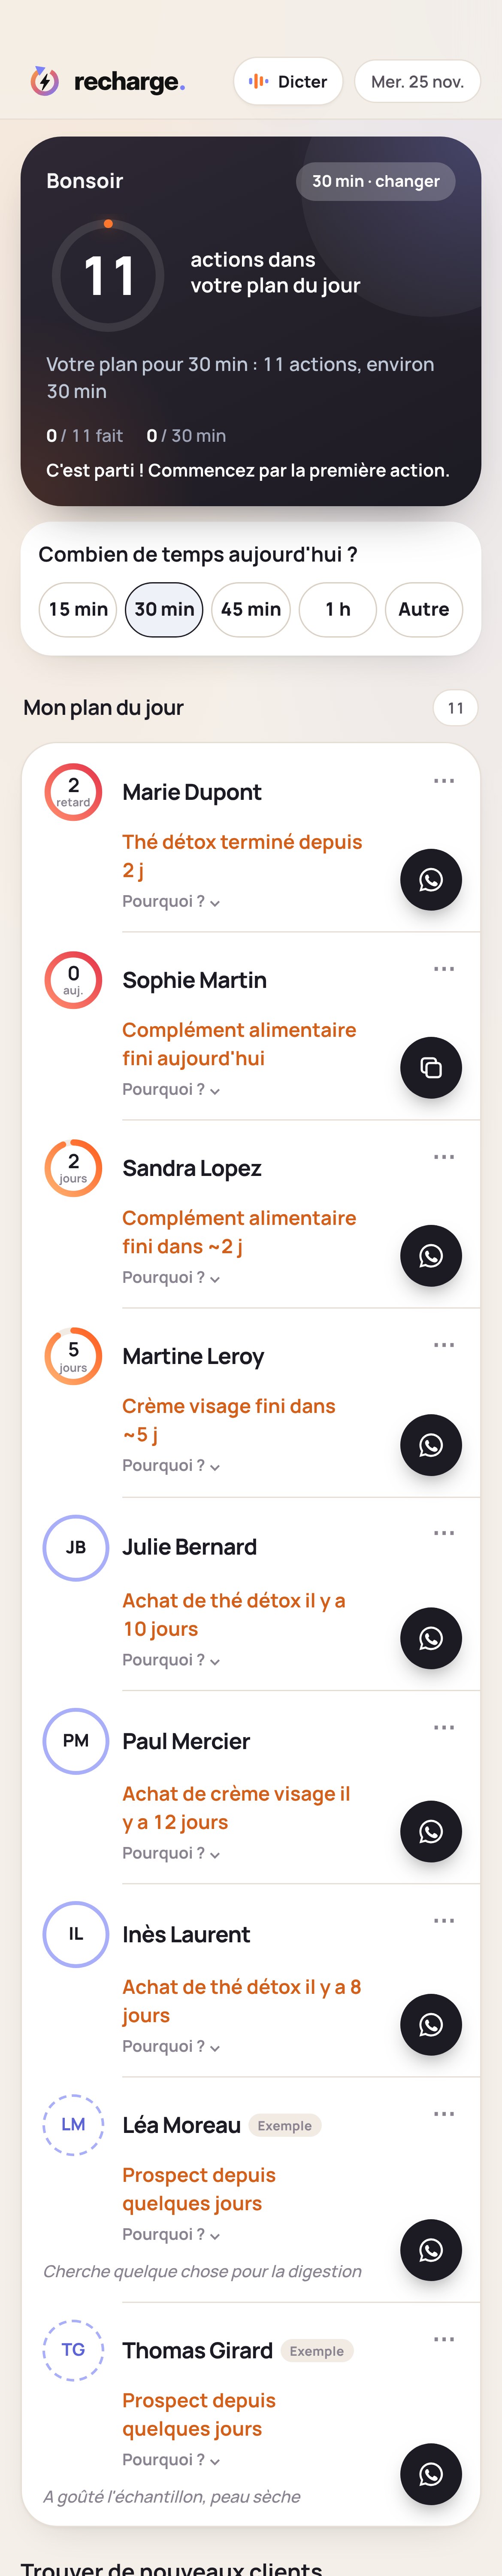 recharge.
Dicter
Mer. 25 nov.
Bonsoir
30 min · changer
11
actions dans
votre plan du jour
Votre plan pour 30 min : 11 actions, environ
30 min
0 / 11 fait 0 / 30 min
C'est parti ! Commencez par la première action.
Combien de temps aujourd'hui ?
15 min 30 min 45 min 1 h Autre
Mon plan du jour
11
2
retard
Marie Dupont
Thé détox terminé depuis
2 j
Pourquoi ?
0
auj.
Sophie Martin
Complément alimentaire
fini aujourd'hui
Pourquoi ?
2
jours
Sandra Lopez
Complément alimentaire
fini dans ~2 j
Pourquoi ?
5
jours
Martine Leroy
Crème visage fini dans
~5 j
Pourquoi ?
JB
Julie Bernard
Achat de thé détox il y a
10 jours
Pourquoi ?
PM
Paul Mercier
Achat de crème visage il
y a 12 jours
Pourquoi ?
IL
Inès Laurent
Achat de thé détox il y a 8
jours
Pourquoi ?
LM
Léa Moreau Exemple
Prospect depuis
quelques jours
Pourquoi ?
Cherche quelque chose pour la digestion
TG
Thomas Girard Exemple
Prospect depuis
quelques jours
Pourquoi ?
A goûté l'échantillon, peau sèche
Trouver de nouveaux clients